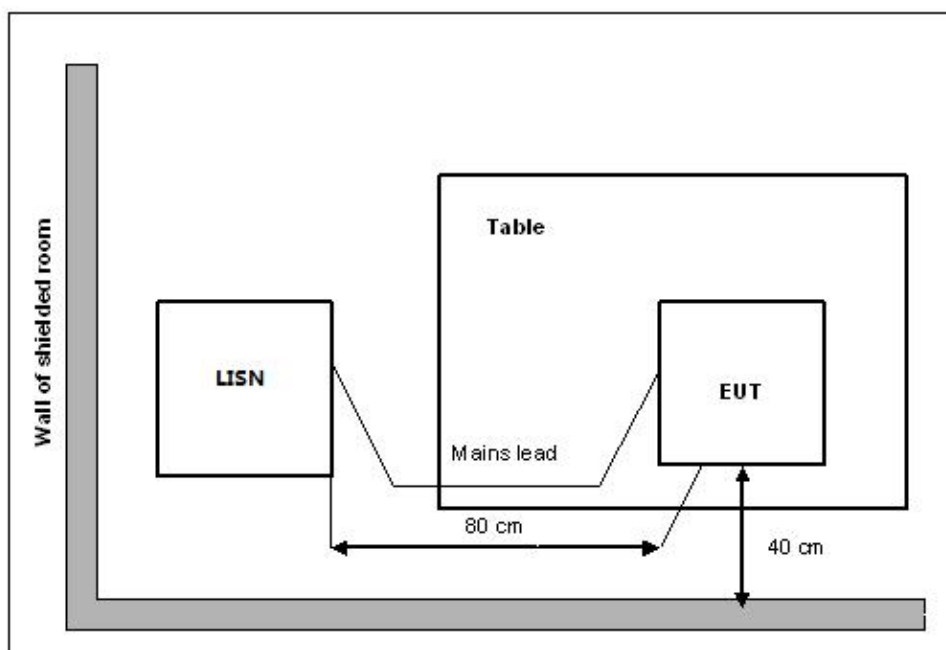 Wall of shielded room
Table
LISN
EUT
Mains lead
80 cm
40 cm